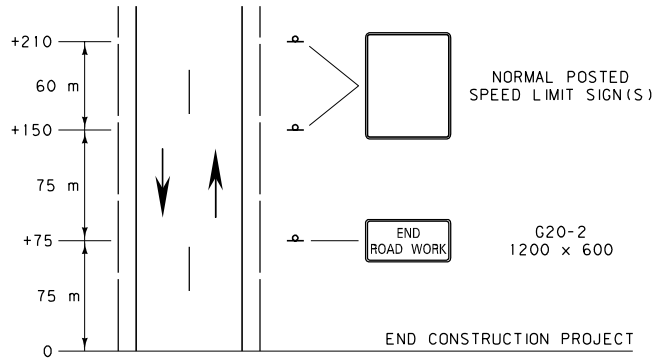 +210
60 m
NORMAL POSTED
SPEED LIMIT SIGN(S)
+150
75 m
+75
END
ROAD WORK
G20-2
1200 x 600
75 m
0
END CONSTRUCTION PROJECT